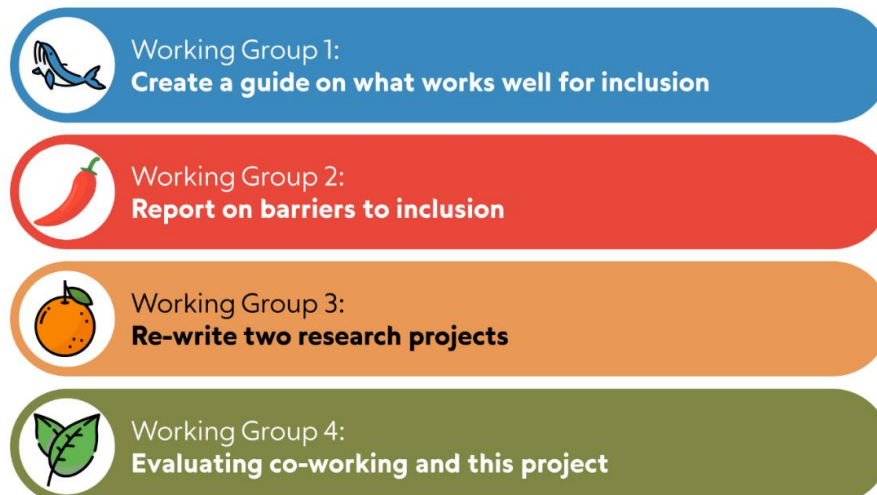 Working Group 1:
Create a guide on what works well for inclusion
Working Group 2:
Report on barriers to inclusion
Working Group 3:
Re-write two research projects
Working Group 4:
Evaluating co-working and this project